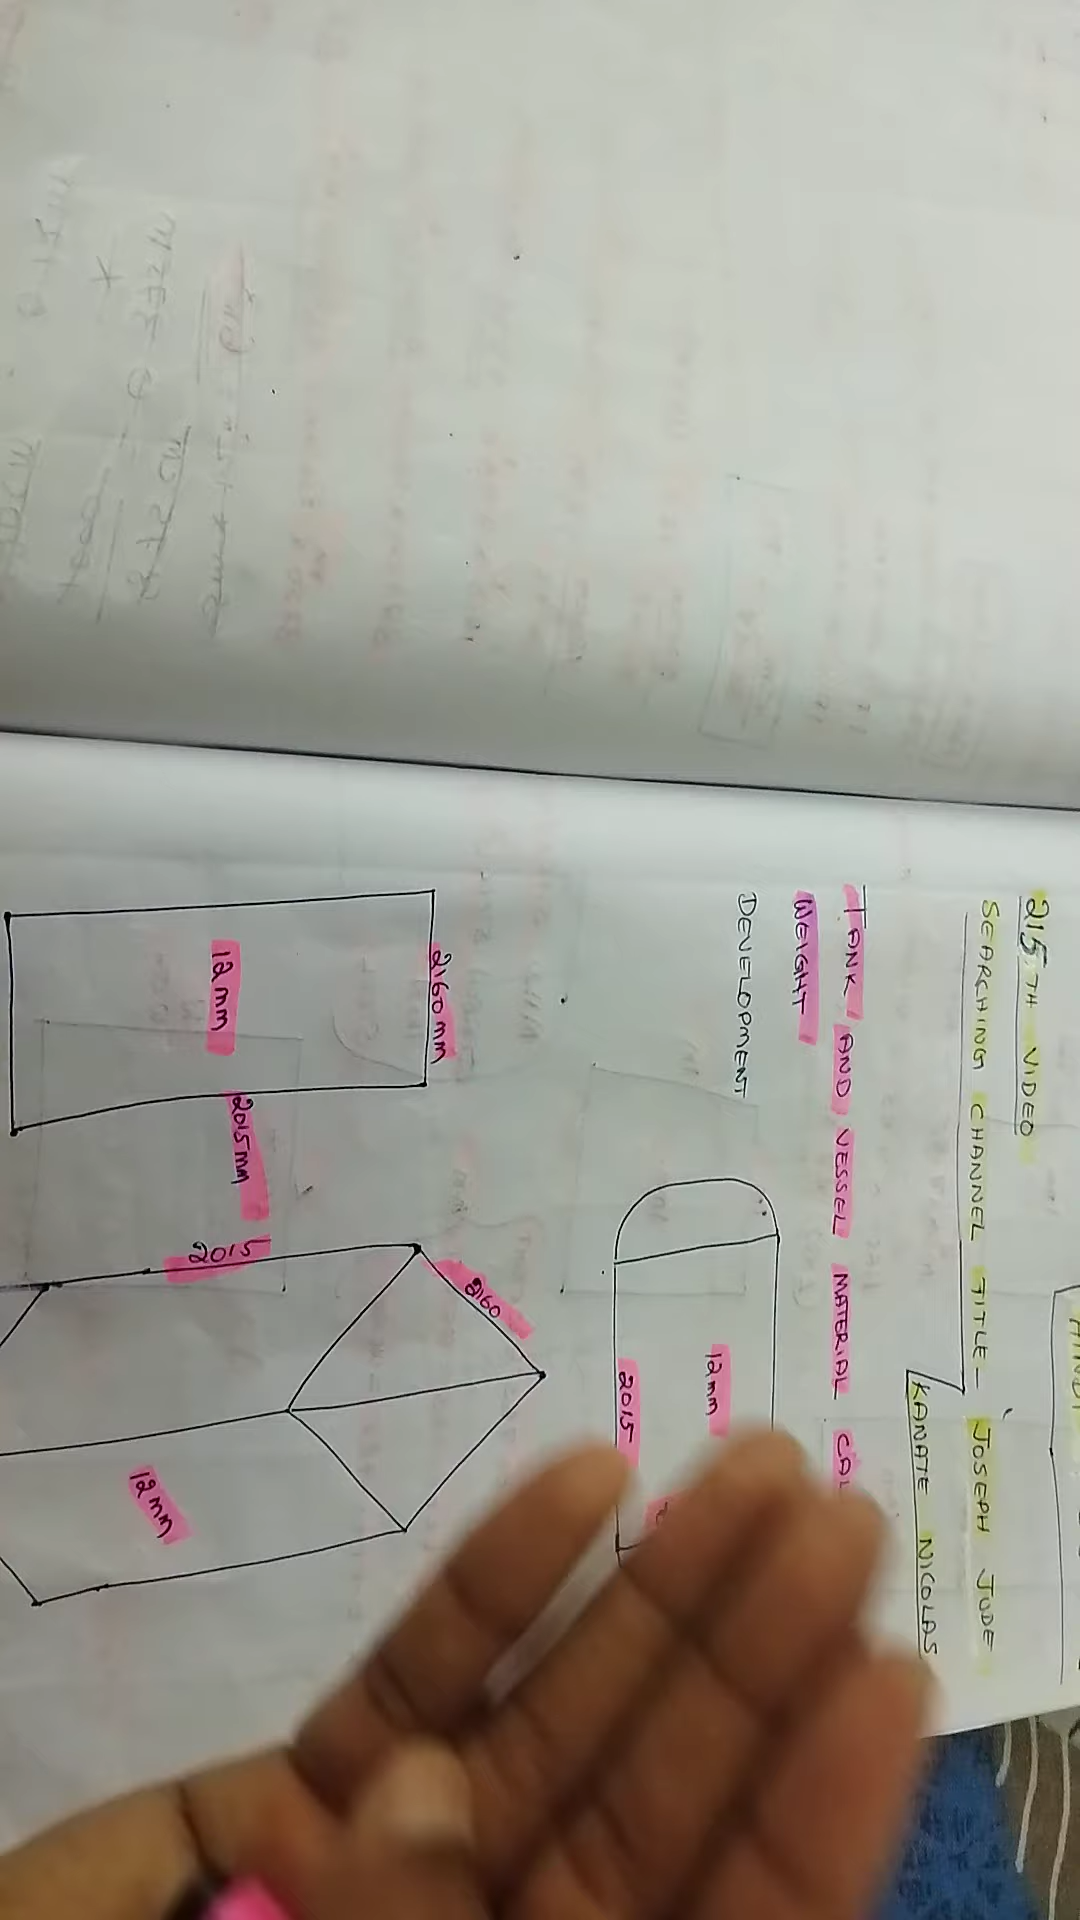 215TH VIDEO
SEARCHING CHANNEL TITLE- JOSEPH JUDE
KANATE NICOLAS
TANK AND VESSEL MATERIAL
WEIGHT
DEVELOPMENT
12mm
2015
2160mm
12mm
2015mm
2160
2015
12mm